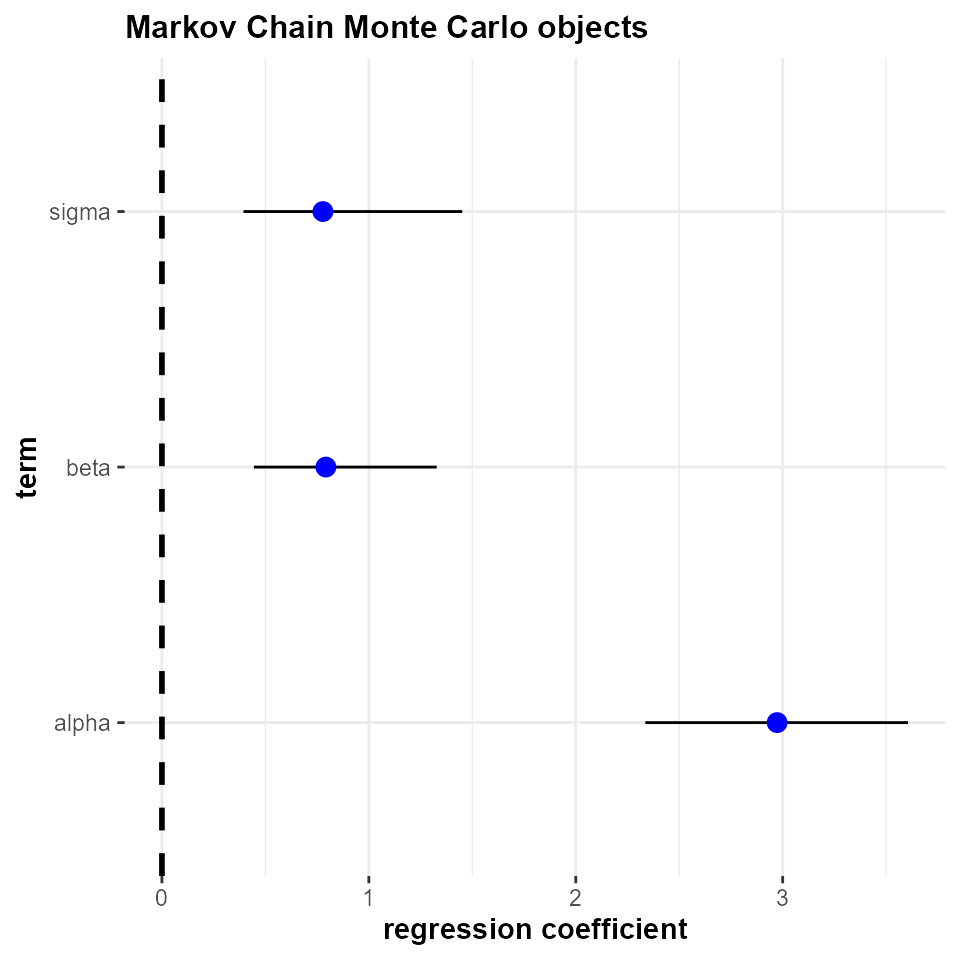 Markov Chain Monte Carlo objects
sigma
beta
alpha
term
0 1 2 3
regression coefficient